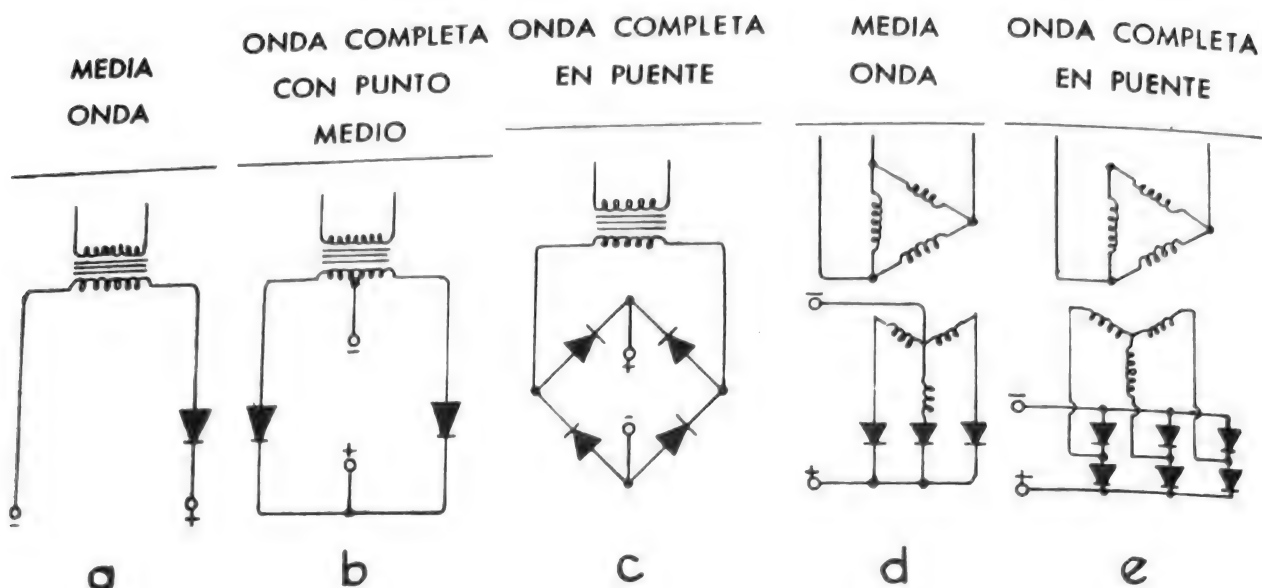 MEDIA
ONDA
ONDA COMPLETA
CON PUNTO
MEDIO
ONDA COMPLETA
EN PUENTE
MEDIA
ONDA
ONDA COMPLETA
EN PUENTE
- +
- +
+ -
- +
- +
a b c d e